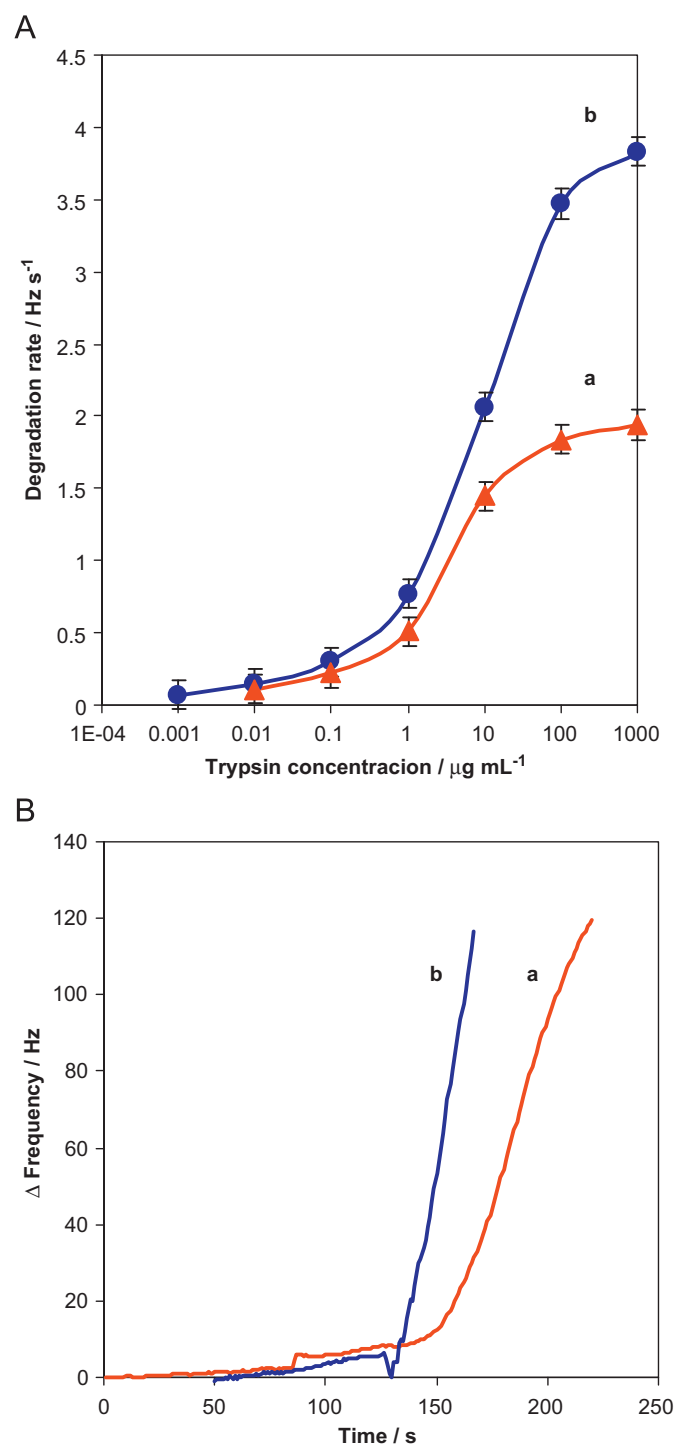 A
4.5
4
3.5
3
2.5
2
1.5
1
0.5
0
Degradation rate / Hz s⁻¹
b
a
1E-04 0.001 0.01 0.1 1 10 100 1000
Trypsin concentracion / μg mL⁻¹
B
140
120
100
80
60
40
20
0
Δ Frequency / Hz
b a
0 50 100 150 200 250
Time / s